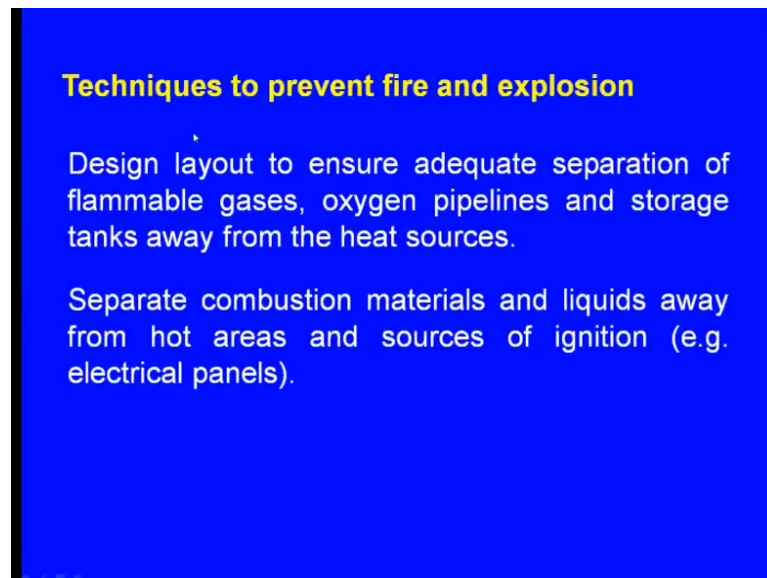 Techniques to prevent fire and explosion
Design layout to ensure adequate separation of
flammable gases, oxygen pipelines and storage
tanks away from the heat sources.
Separate combustion materials and liquids away
from hot areas and sources of ignition (e.g.
electrical panels).